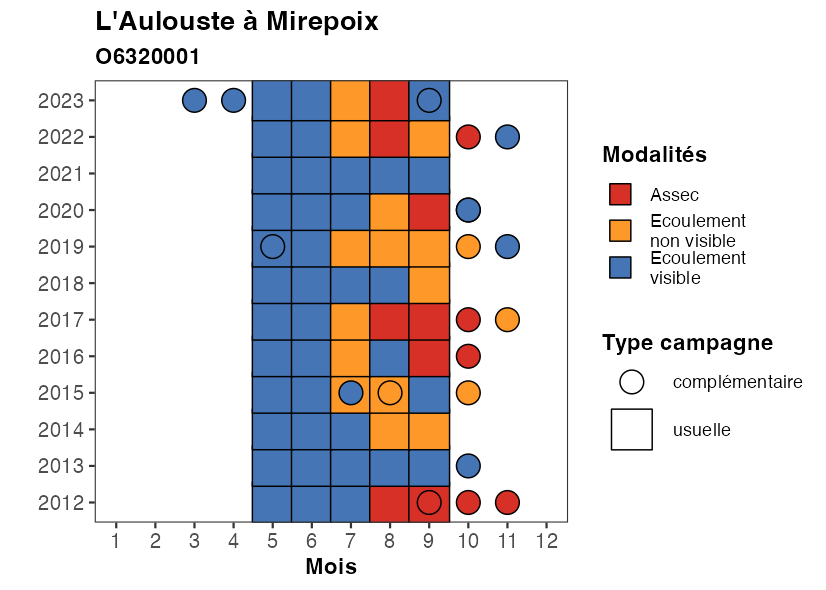 L'Aulouste à Mirepoix
O6320001
2023
2022
2021
2020
2019
2018
2017
2016
2015
2014
2013
2012
1 2 3 4 5 6 7 8 9 10 11 12
Mois
Modalités
Assec
Ecoulement
non visible
Ecoulement
visible
Type campagne
complémentaire
usuelle